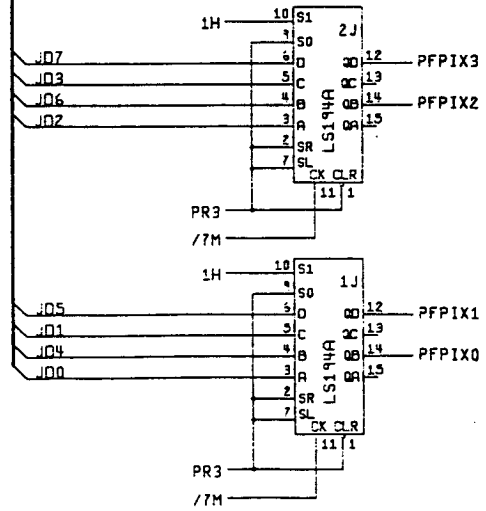 1H 10 S1
9 S0 2J
JD7 6 D QD 12 PFPIX3
JD3 5 C QC 13
JD6 4 B QB 14 PFPIX2
JD2 3 A QA 15
LS194A
2 SR
7 SL
CK CLR
11 1
PR3
/7M
1H 10 S1
9 S0 1J
JD5 6 D QD 12 PFPIX1
JD1 5 C QC 13
JD4 4 B QB 14 PFPIX0
JD0 3 A QA 15
LS194A
2 SR
7 SL
CK CLR
11 1
PR3
/7M